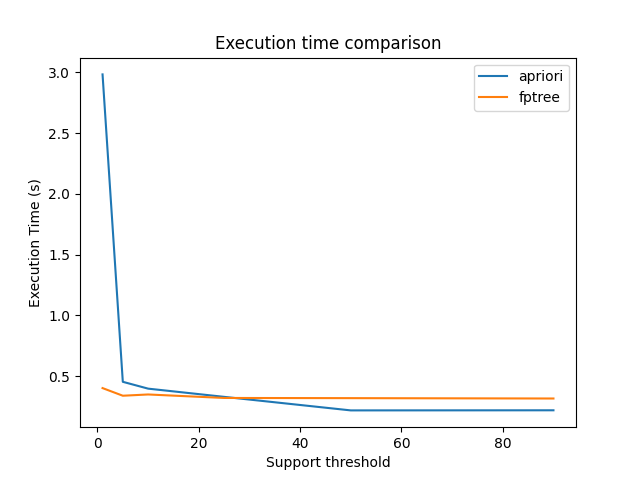 Execution time comparison
apriori
fptree
3.0
2.5
2.0
1.5
1.0
0.5
Execution Time (s)
0
20
40
60
80
Support threshold